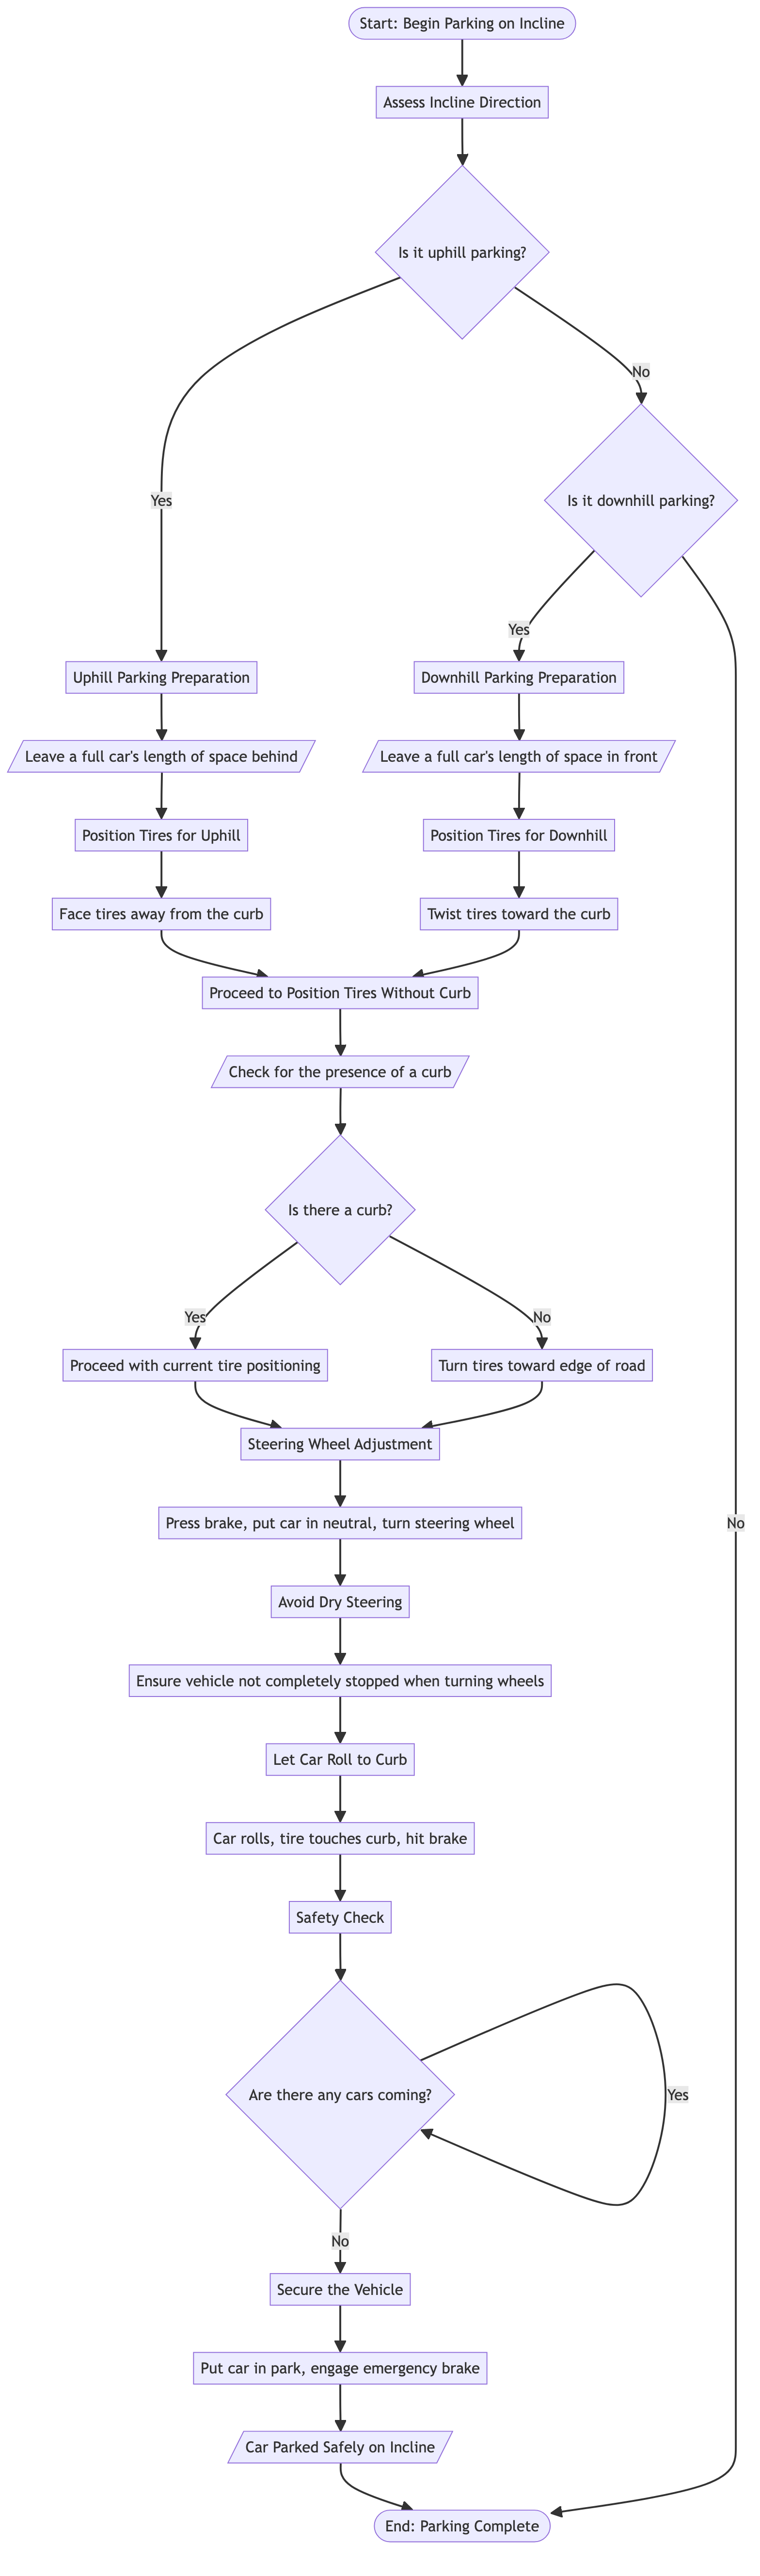 Start: Begin Parking on Incline
Assess Incline Direction
Is it uphill parking?
No
Is it downhill parking?
Yes
Yes
Uphill Parking Preparation
Downhill Parking Preparation
Leave a full car's length of space behind
Leave a full car's length of space in front
Position Tires for Uphill
Position Tires for Downhill
Face tires away from the curb
Twist tires toward the curb
Proceed to Position Tires Without Curb
Check for the presence of a curb
Is there a curb?
Yes
No
Proceed with current tire positioning
Turn tires toward edge of road
Steering Wheel Adjustment
Press brake, put car in neutral, turn steering wheel
No
Avoid Dry Steering
Ensure vehicle not completely stopped when turning wheels
Let Car Roll to Curb
Car rolls, tire touches curb, hit brake
Safety Check
Are there any cars coming?
Yes
No
Secure the Vehicle
Put car in park, engage emergency brake
Car Parked Safely on Incline
End: Parking Complete